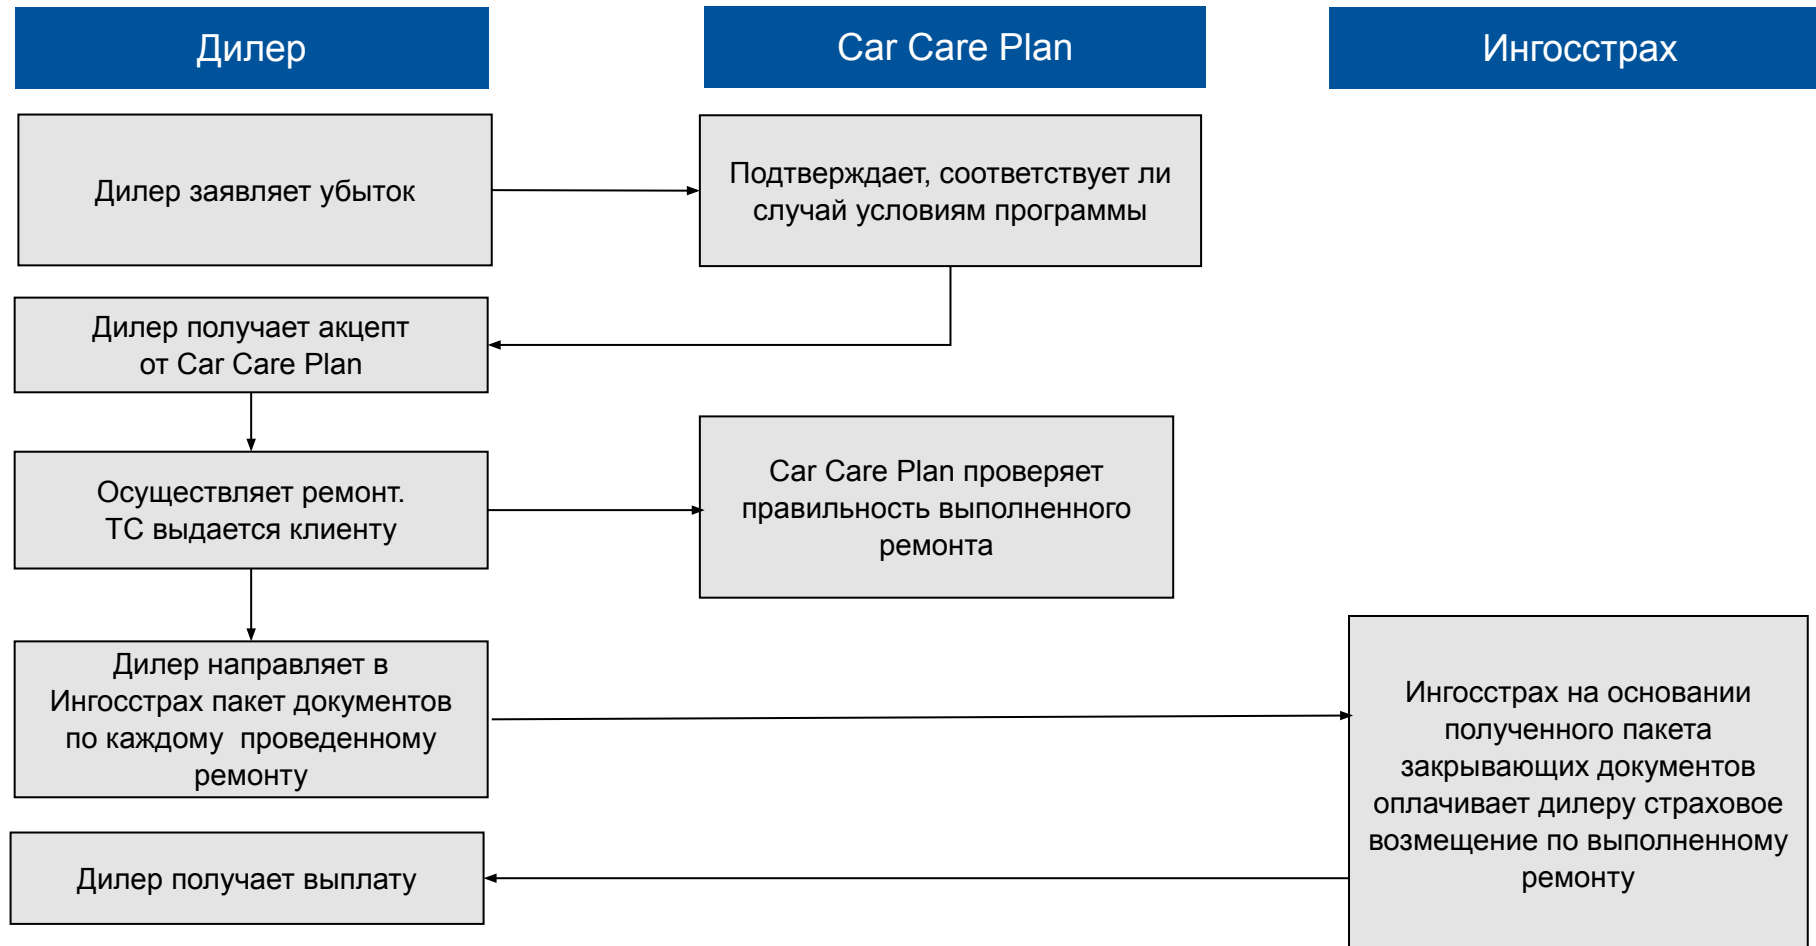 Дилер
Car Care Plan
Ингосстрах
Дилер заявляет убыток
Подтверждает, соответствует ли
случай условиям программы
Дилер получает акцепт
от Car Care Plan
Осуществляет ремонт.
ТС выдается клиенту
Car Care Plan проверяет
правильность выполненного
ремонта
Дилер направляет в
Ингосстрах пакет документов
по каждому  проведенному
ремонту
Ингосстрах на основании
полученного пакета
закрывающих документов
оплачивает дилеру страховое
возмещение по выполненному
ремонту
Дилер получает выплату